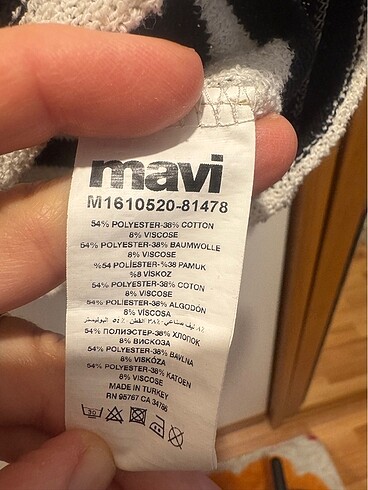 mavi
M1610520-81478
54% POLYESTER-38% COTTON
8% VISCOSE
54% POLYESTER-38% BAUMWOLLE
8% VISCOSE
%54 POLİESTER-%38 PAMUK
%8 VİSKOZ
54% POLYESTER-38% COTON
8% VISCOSE
54% POLIESTER-38% ALGODÓN
8% VISCOSA
54% ПОЛИЭСТЕР-38% ХЛОПОК
8% ВИСКОЗА
54% POLYESTER-38% BAVLNA
8% VISKÓZA
54% POLYESTER-38% KATOEN
8% VISCOSE
MADE IN TURKEY
RN 95767 CA 34786
30